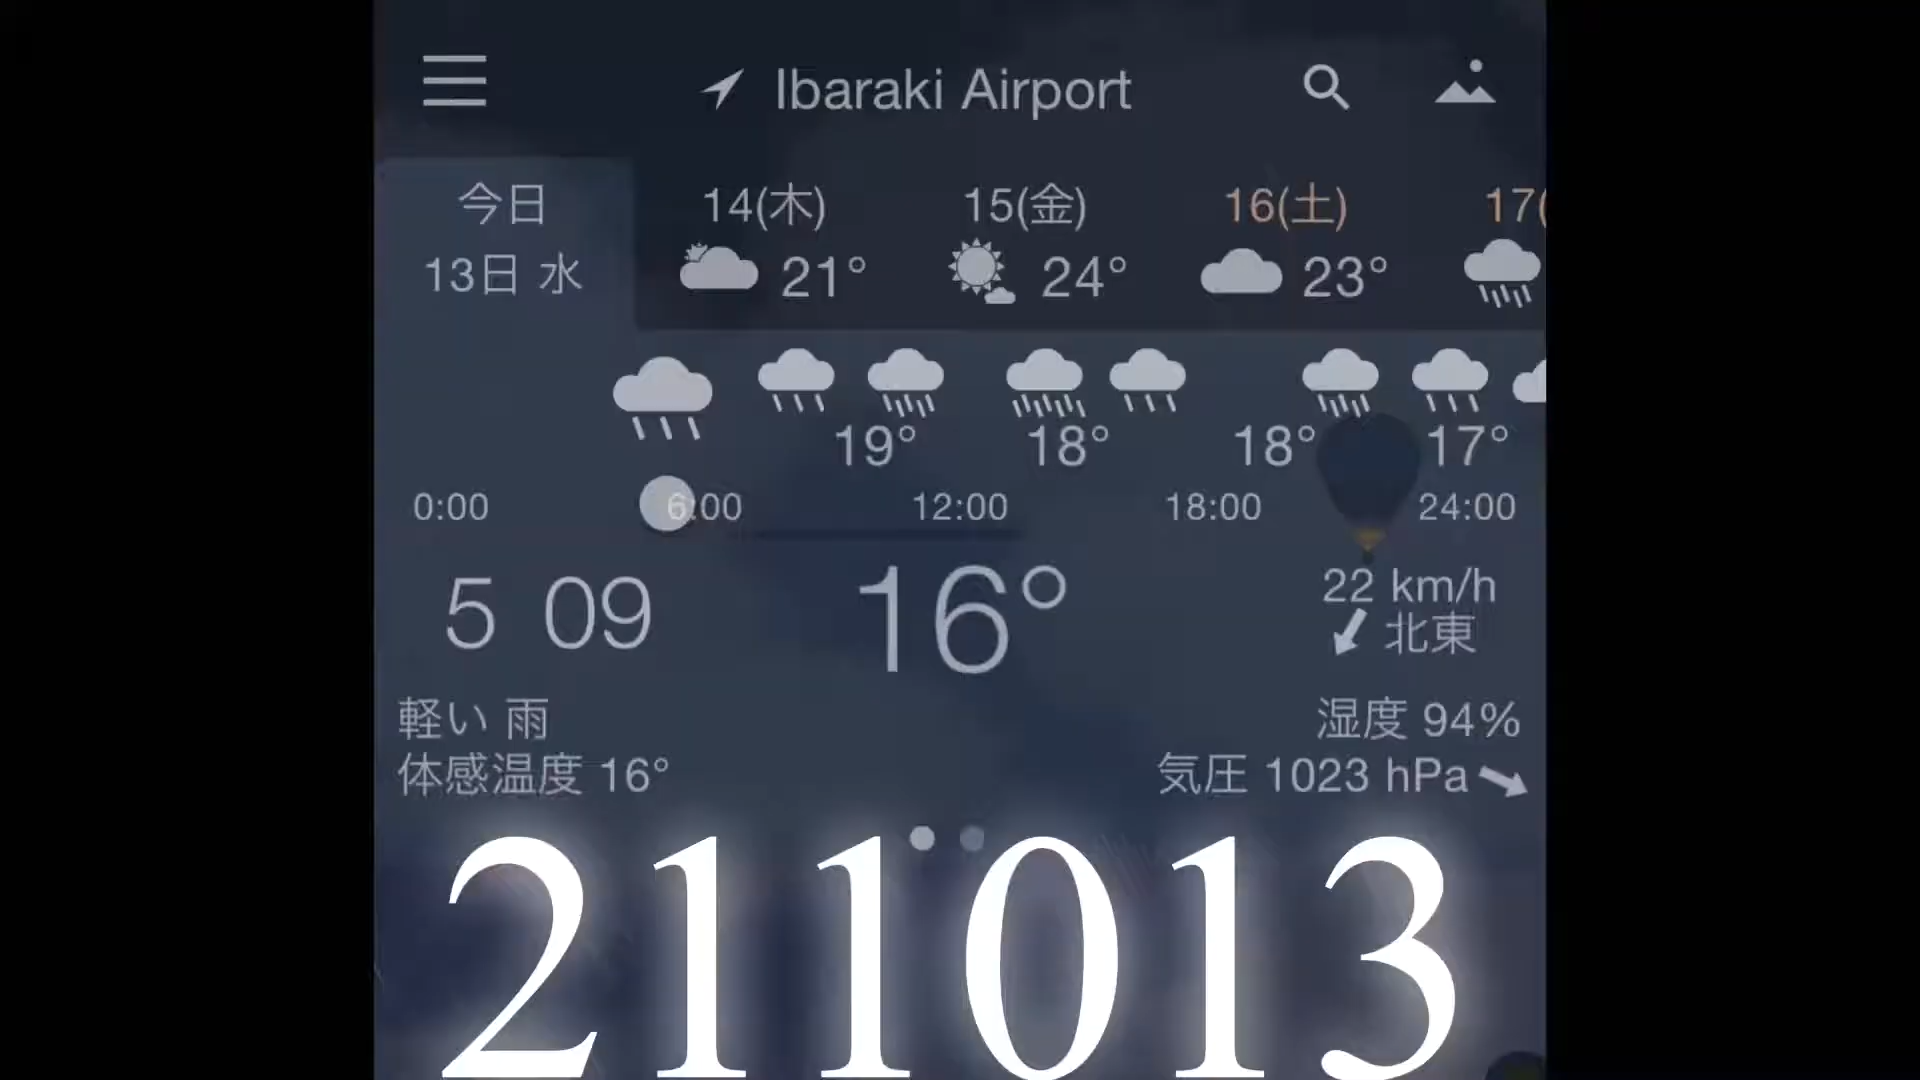 Ibaraki Airport
今日 14(木) 15(金) 16(土) 17(
13日 水 21° 24° 23°
19° 18° 18° 17°
0:00 6:00 12:00 18:00 24:00
5 09 16° 22 km/h
北東
軽い 雨 湿度 94%
体感温度 16° 気圧 1023 hPa
211013